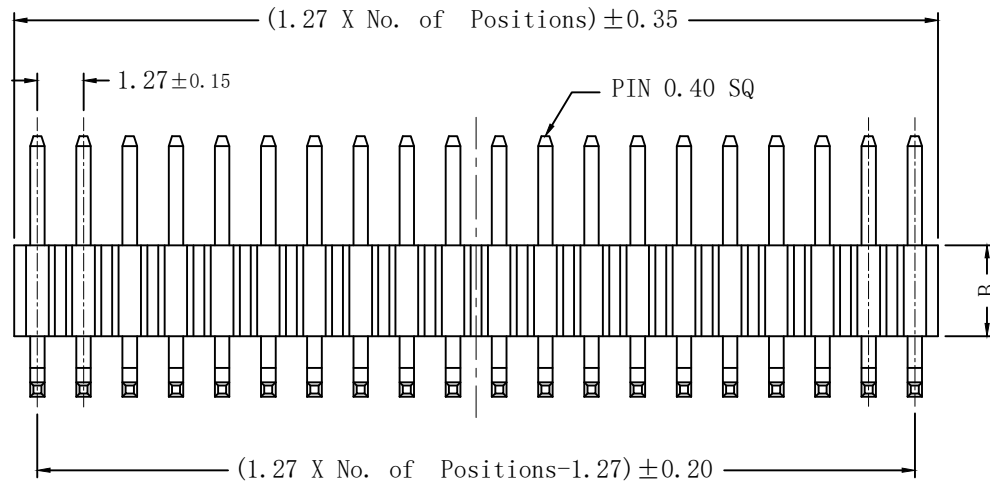 (1.27 X No. of Positions)±0.35
1.27±0.15
PIN 0.40 SQ
B
(1.27 X No. of Positions-1.27)±0.20